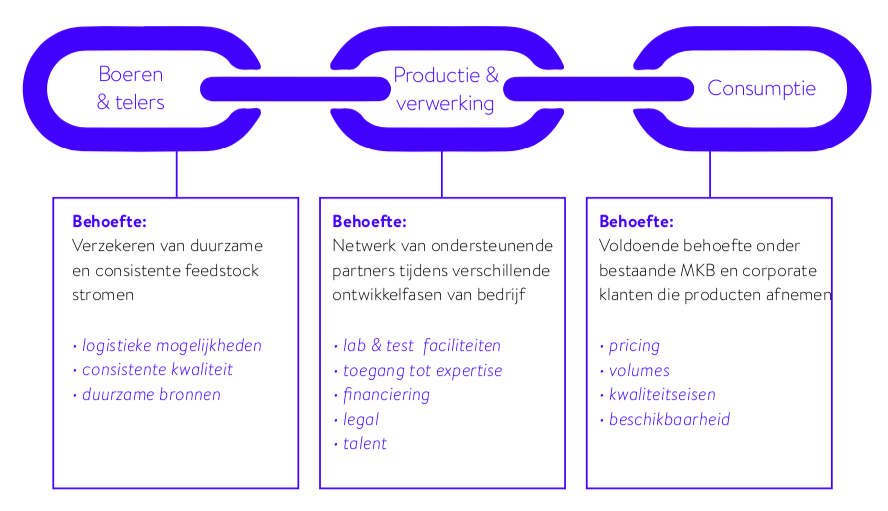 Boeren
& telers
Productie &
verwerking
Consumptie
Behoefte:
Verzekeren van duurzame
en consistente feedstock
stromen
• logistieke mogelijkheden
• consistente kwaliteit
• duurzame bronnen
Behoefte:
Netwerk van ondersteunende
partners tijdens verschillende
ontwikkelfasen van bedrijf
• lab & test faciliteiten
• toegang tot expertise
• financiering
• legal
• talent
Behoefte:
Voldoende behoefte onder
bestaande MKB en corporate
klanten die producten afnemen
• pricing
• volumes
• kwaliteitseisen
• beschikbaarheid